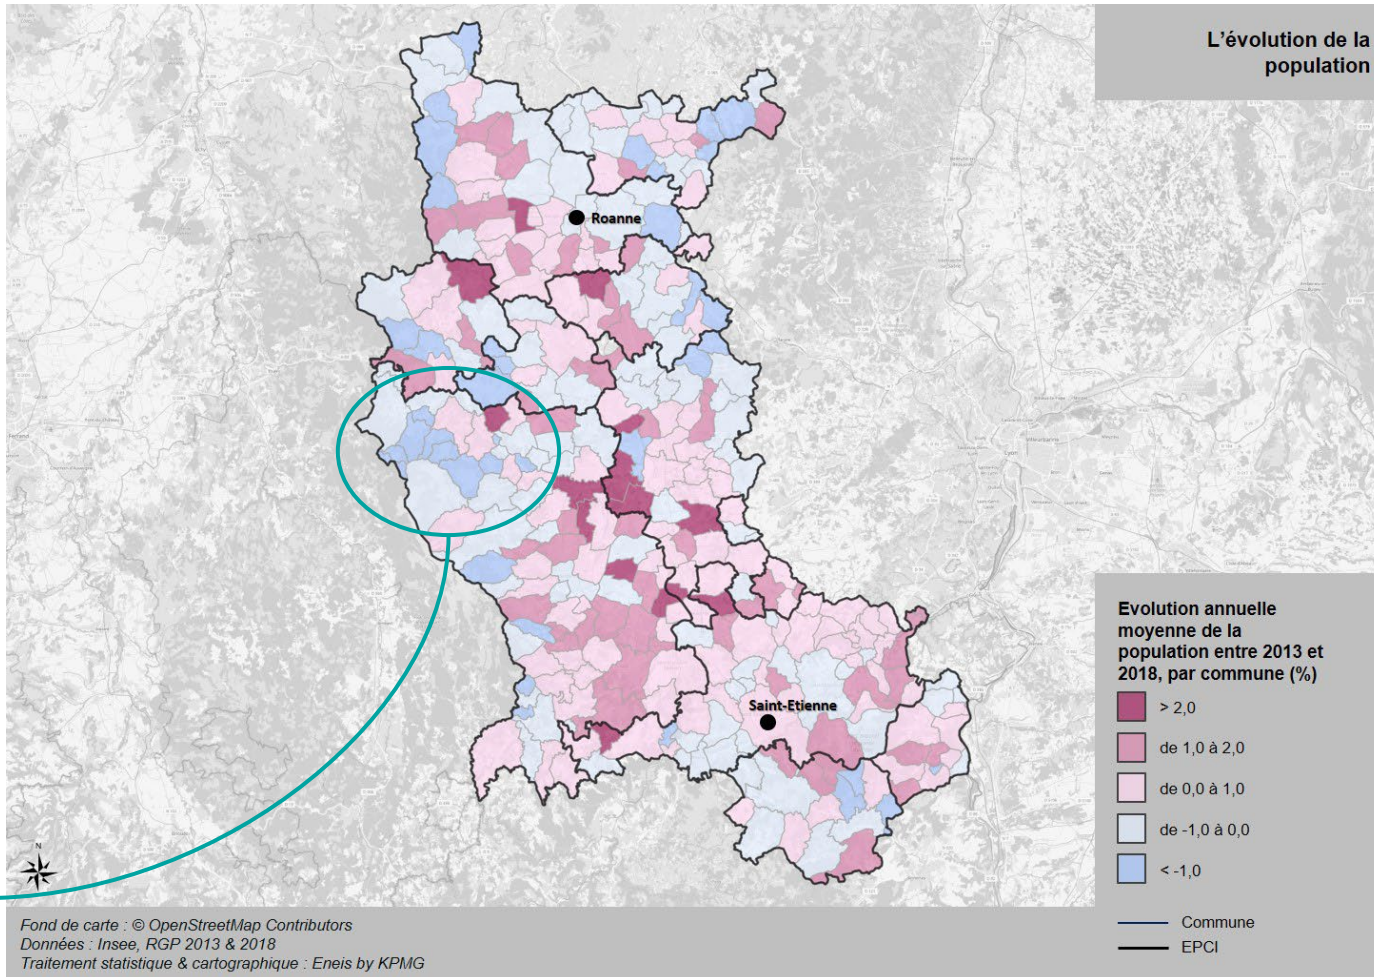 L'évolution de la
population
Roanne
Saint-Etienne
Evolution annuelle
moyenne de la
population entre 2013 et
2018, par commune (%)
> 2,0
de 1,0 à 2,0
de 0,0 à 1,0
de -1,0 à 0,0
< -1,0
Commune
EPCI
N
Fond de carte : © OpenStreetMap Contributors
Données : Insee, RGP 2013 & 2018
Traitement statistique & cartographique : Eneis by KPMG